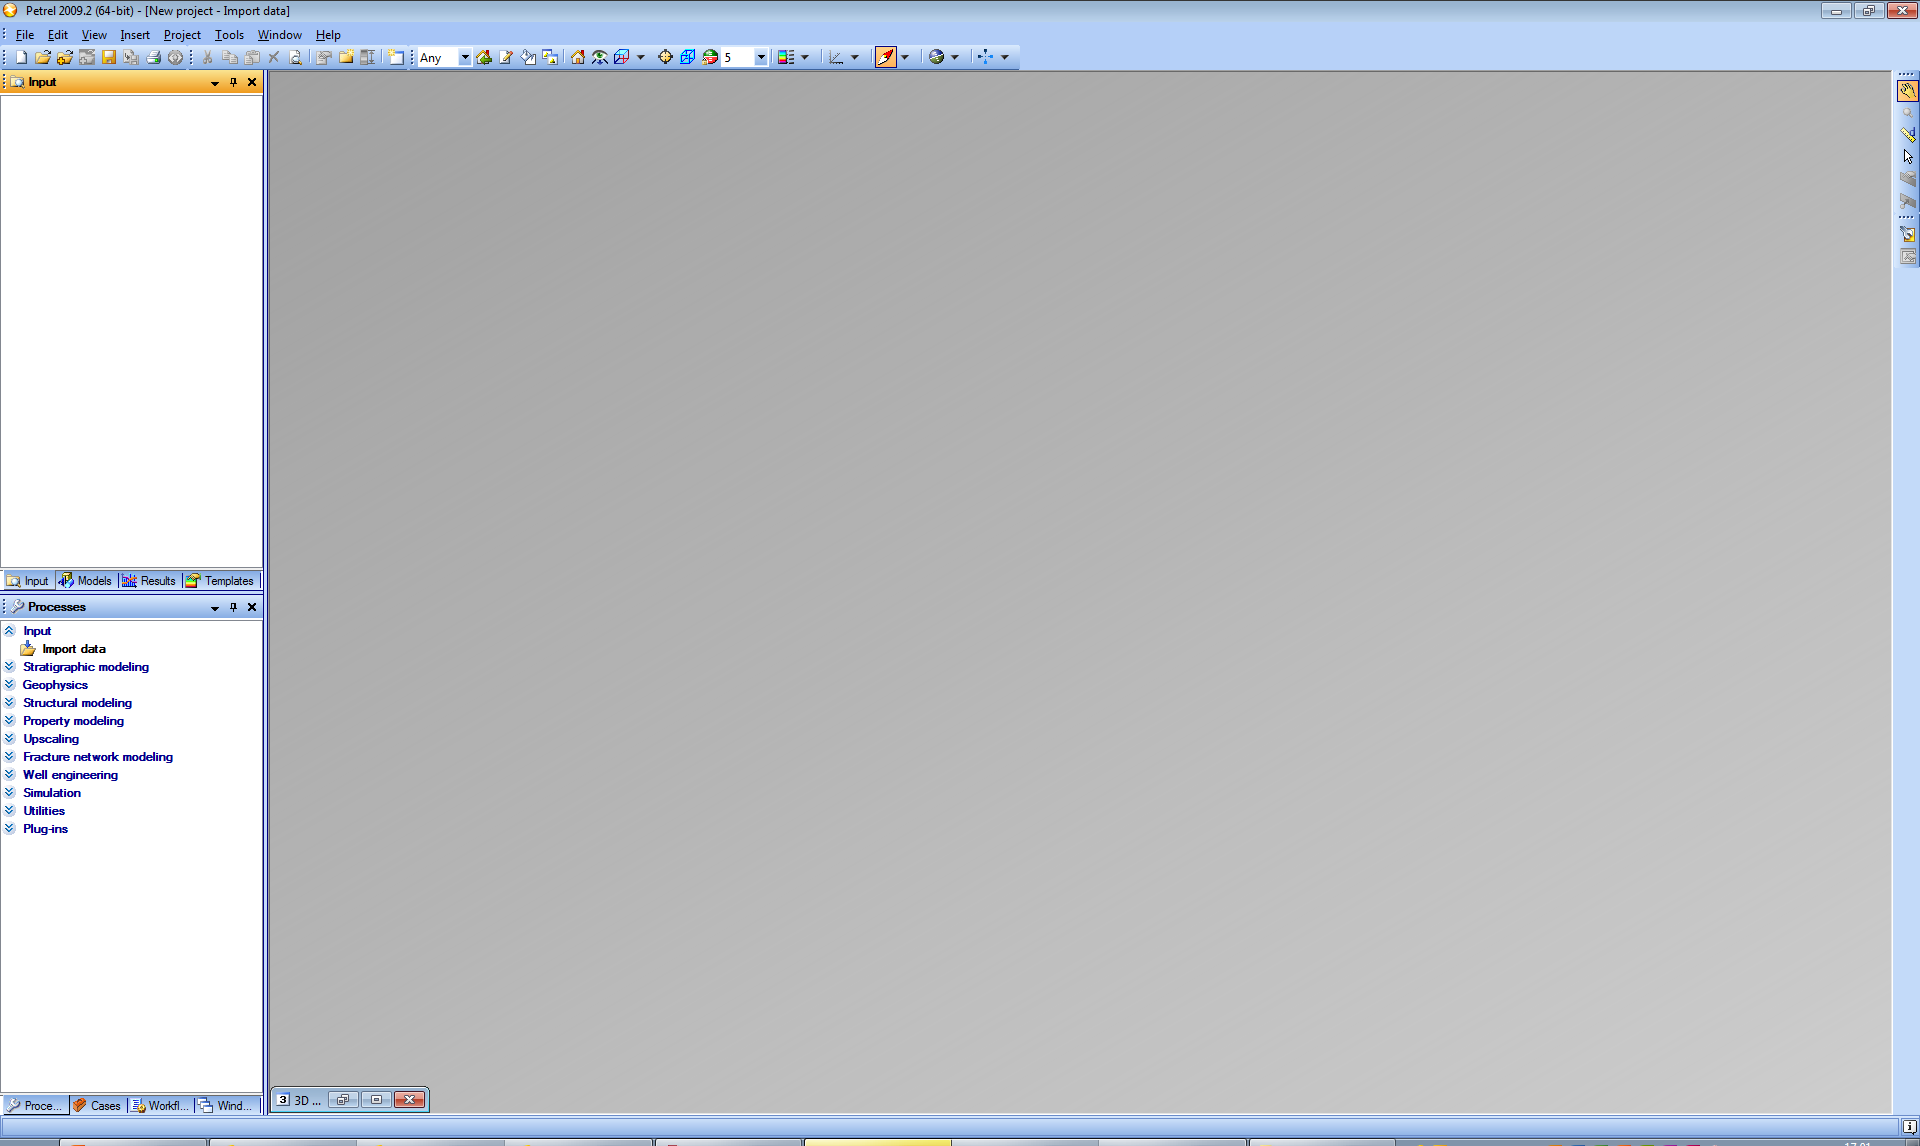 Petrel 2009.2 (64-bit) - [New project - Import data]
File Edit View Insert Project Tools Window Help
Any 5
Input
Input Models Results Templates
Processes
Input
Import data
Stratigraphic modeling
Geophysics
Structural modeling
Property modeling
Upscaling
Fracture network modeling
Well engineering
Simulation
Utilities
Plug-ins
3 3D ...
Proce... Cases Workfl... Wind...